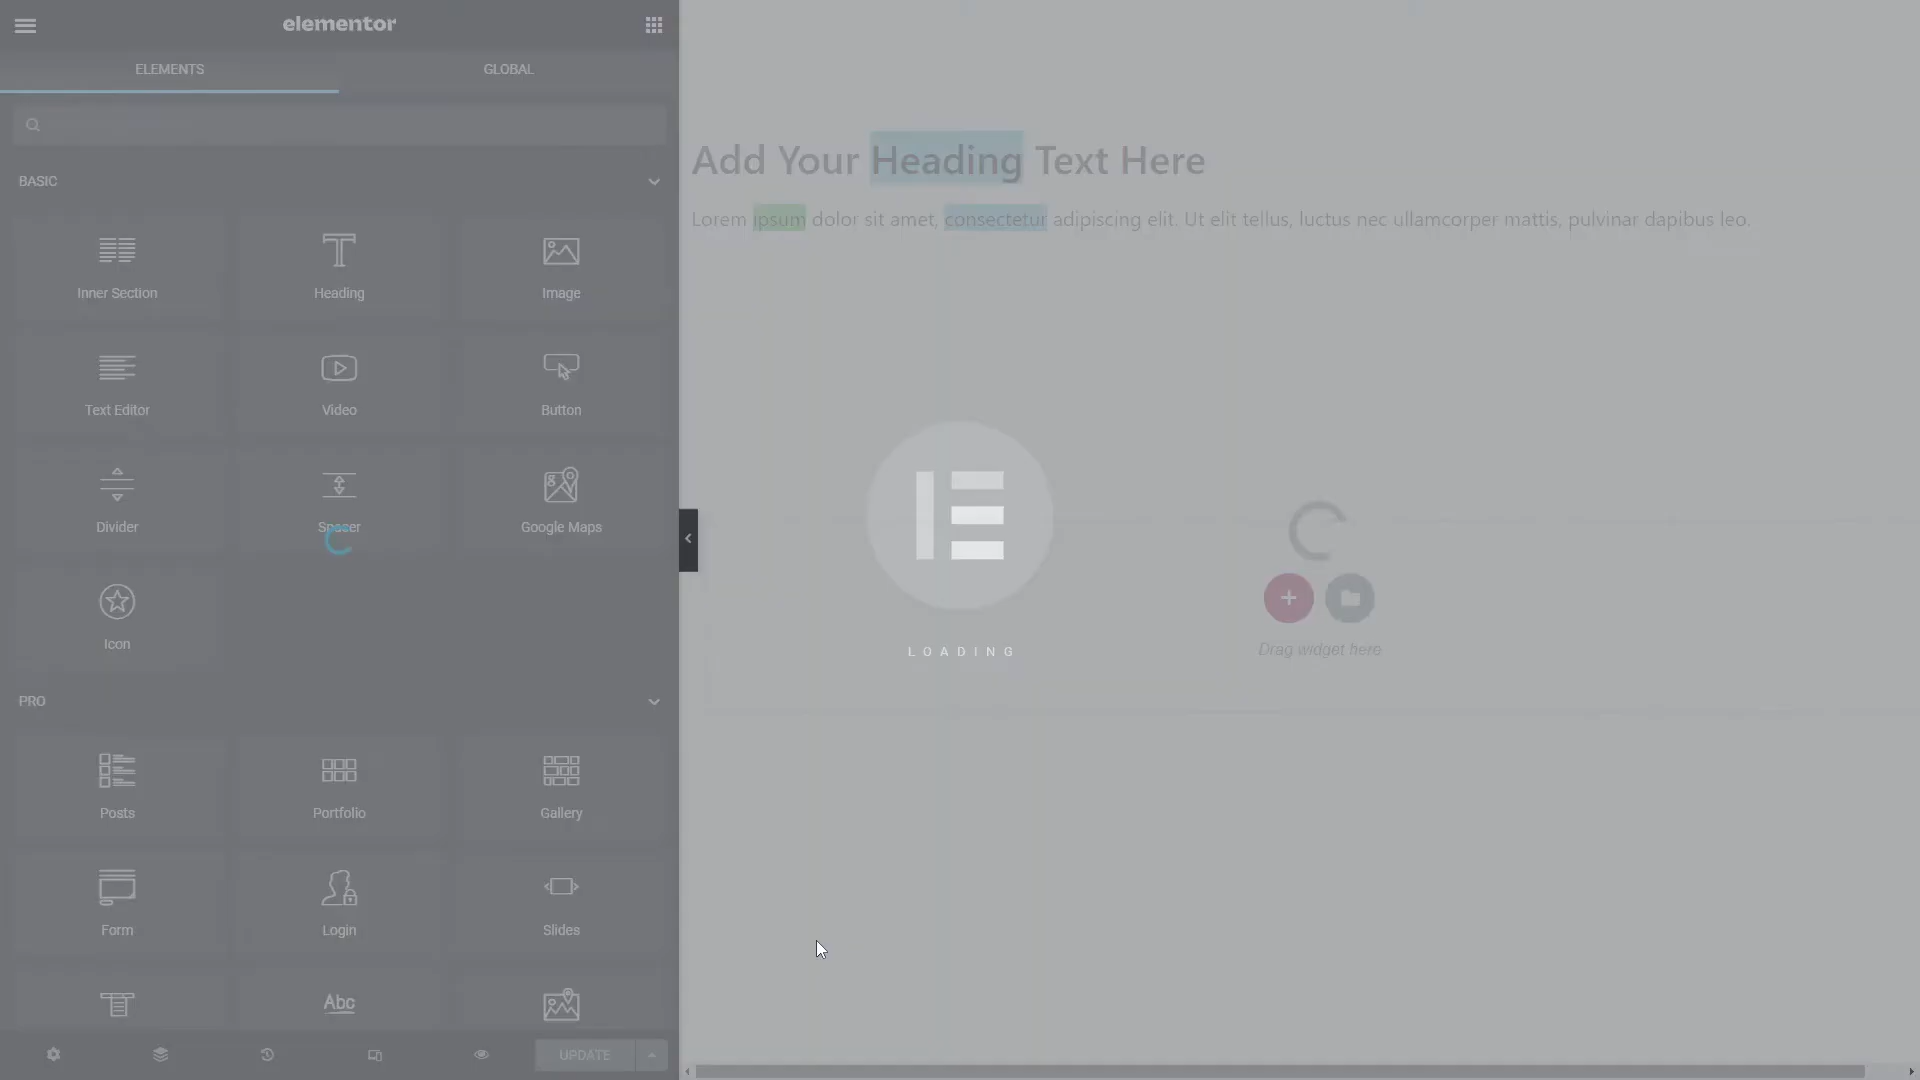 elementor
ELEMENTS
GLOBAL
BASIC
Inner Section
Heading
Image
Text Editor
Video
Button
Divider
Spacer
Google Maps
Icon
PRO
Posts
Portfolio
Gallery
Form
Login
Slides
Abc
UPDATE
Add Your Heading Text Here
Lorem ipsum dolor sit amet, consectetur adipiscing elit. Ut elit tellus, luctus nec ullamcorper mattis, pulvinar dapibus leo.
LOADING
Drag widget here